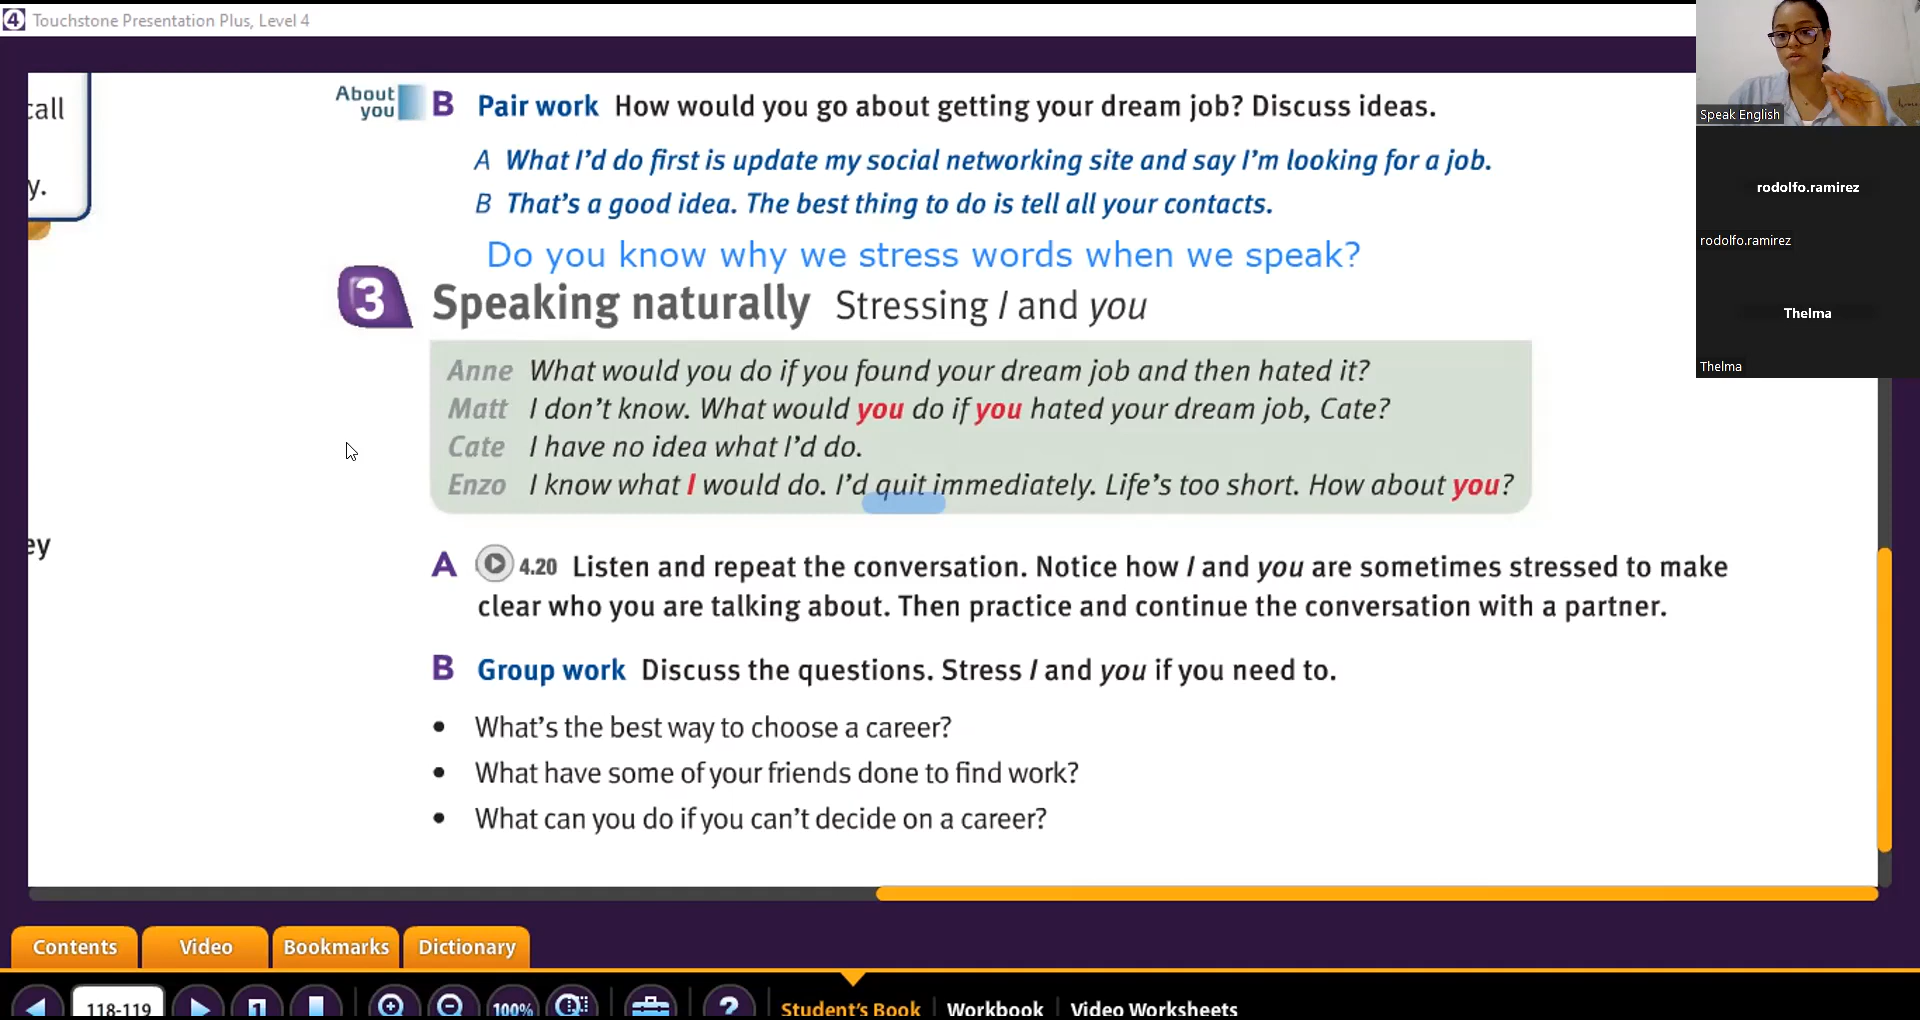 Touchstone Presentation Plus, Level 4
call
y.
ey
About you B Pair work How would you go about getting your dream job? Discuss ideas.
A What I'd do first is update my social networking site and say I'm looking for a job.
B That's a good idea. The best thing to do is tell all your contacts.
Do you know why we stress words when we speak?
3 Speaking naturally Stressing I and you
Anne What would you do if you found your dream job and then hated it?
Matt I don't know. What would you do if you hated your dream job, Cate?
Cate I have no idea what I'd do.
Enzo I know what I would do. I'd quit immediately. Life's too short. How about you?
A 4.20 Listen and repeat the conversation. Notice how I and you are sometimes stressed to make
clear who you are talking about. Then practice and continue the conversation with a partner.
B Group work Discuss the questions. Stress I and you if you need to.
• What's the best way to choose a career?
• What have some of your friends done to find work?
• What can you do if you can't decide on a career?
Speak English
rodolfo.ramirez
rodolfo.ramirez
Thelma
Thelma
Contents Video Bookmarks Dictionary
118-119 100% ? Student's Book Workbook Video Worksheets